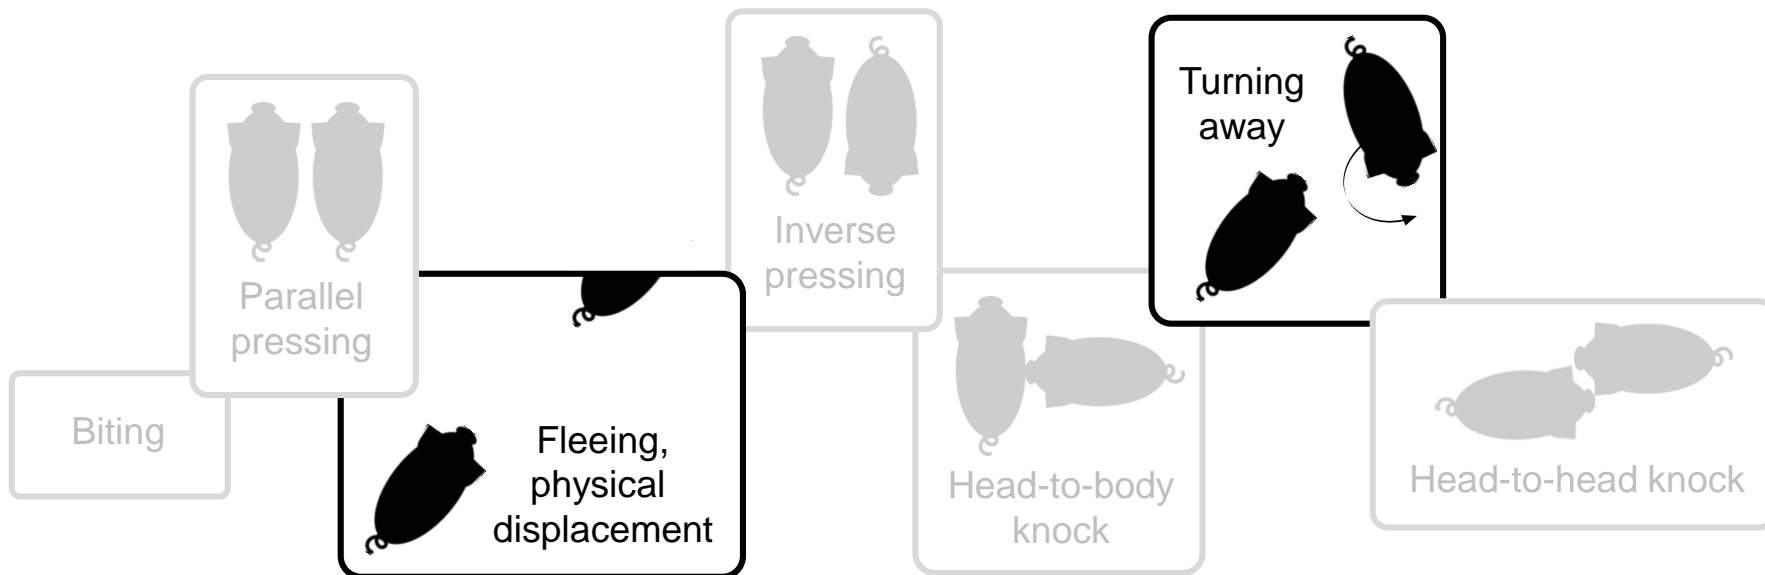 Biting
Parallel
pressing
Fleeing,
physical
displacement
Inverse
pressing
Head-to-body
knock
Turning
away
Head-to-head knock